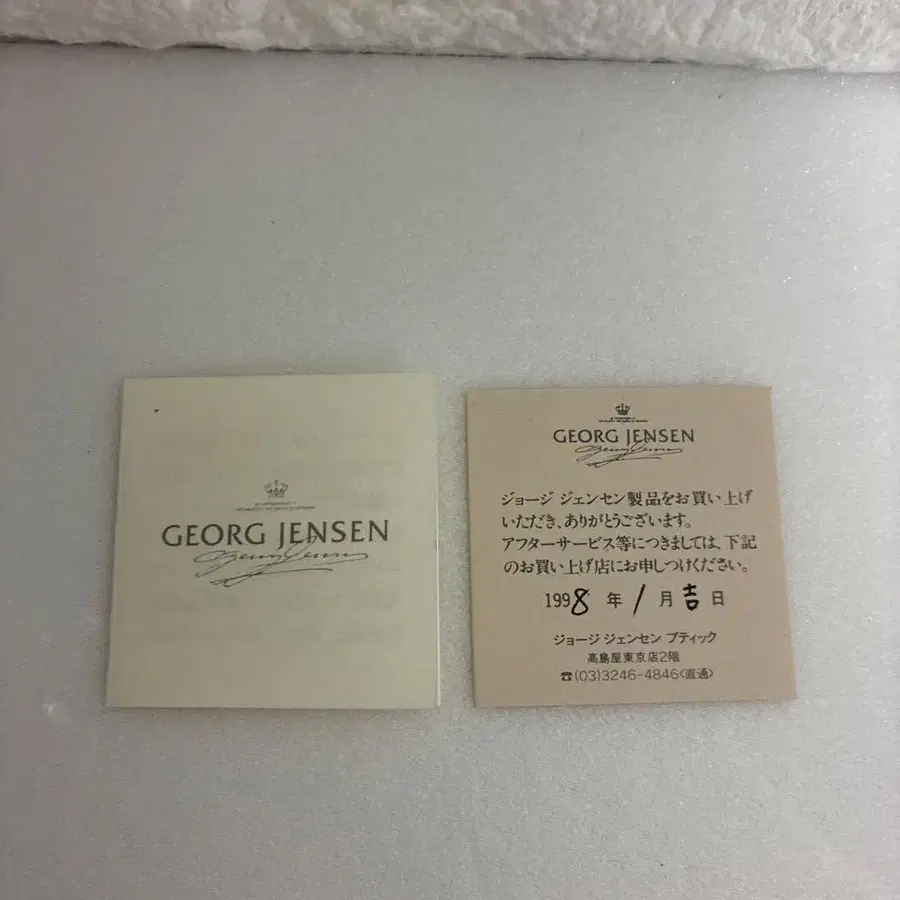 GEORG JENSEN
GEORG JENSEN
ジョージ ジェンセン製品をお買い上げ
いただき、ありがとうございます。
アフターサービス等につきましては、下記
のお買い上げ店にお申しつけください。
1998 年 1 月 吉 日
ジョージ ジェンセン ブティック
高島屋東京店2階
☎(03)3246-4846〈直通〉